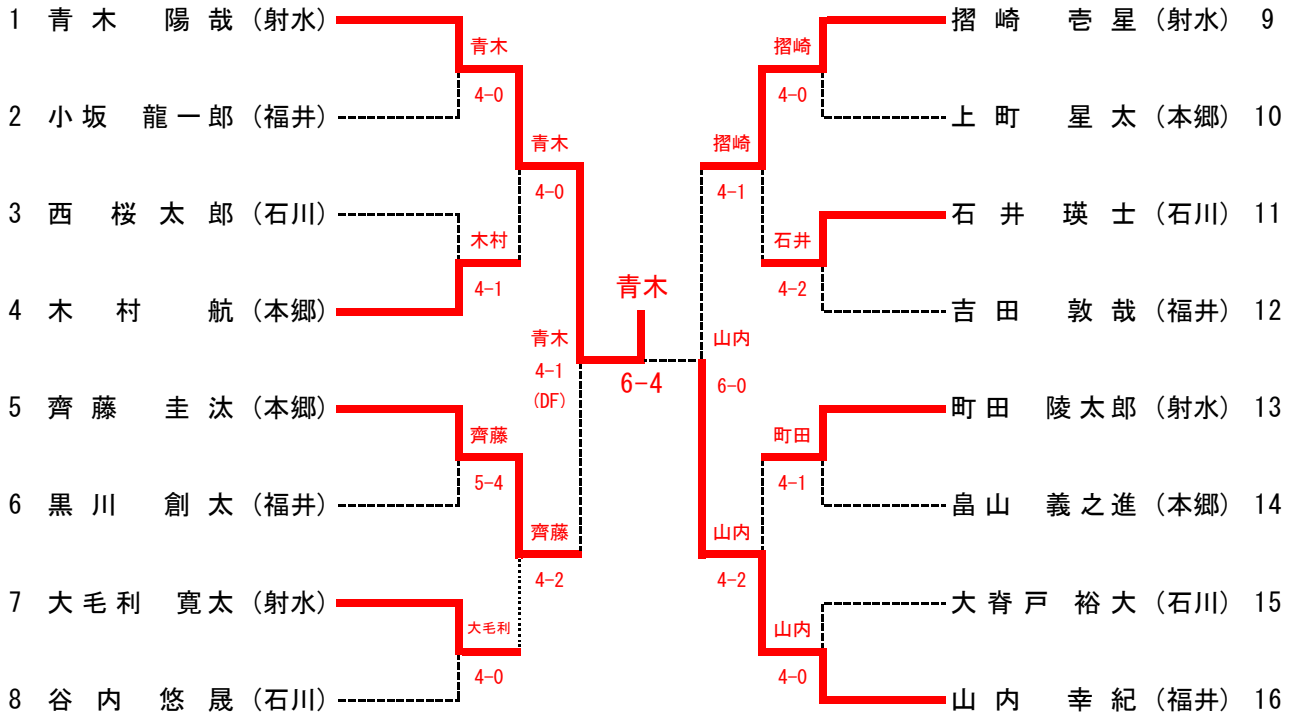 1 青木 陽哉 (射水)
摺崎 壱星 (射水) 9
青木
摺崎
4-0
4-0
2 小坂 龍一郎 (福井)
上町 星太 (本郷) 10
青木
摺崎
4-0
4-1
3 西 桜太郎 (石川)
石井 瑛士 (石川) 11
木村
石井
4-1
4-2
青木
4 木村 航 (本郷)
吉田 敦哉 (福井) 12
青木
山内
4-1
6-4
6-0
(DF)
5 齊藤 圭汰 (本郷)
町田 陵太郎 (射水) 13
齊藤
町田
5-4
4-1
6 黒川 創太 (福井)
畠山 義之進 (本郷) 14
齊藤
山内
4-2
4-2
7 大毛利 寛太 (射水)
大脊戸 裕大 (石川) 15
大毛利
山内
4-0
4-0
8 谷内 悠晟 (石川)
山内 幸紀 (福井) 16